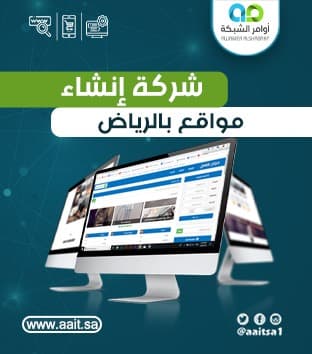 أوامر الشبكة
شركة إنشاء
مواقع بالرياض
www.aait.sa
@aaitsa1